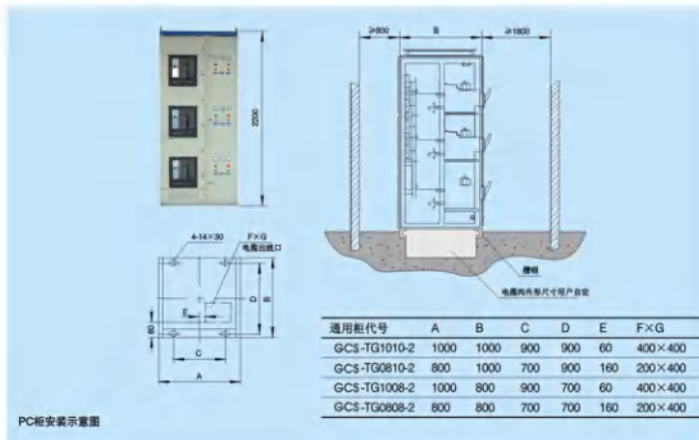 ≥800
B
≥1800
2200
4-14×30
F×G
电缆出线口
E
D
B
80
C
A
槽钢
电缆沟外形尺寸用户自定
通用柜代号 A B C D E F×G
GCS-TG1010-2 1000 1000 900 900 60 400×400
GCS-TG0810-2 800 1000 700 900 160 200×400
GCS-TG1008-2 1000 800 900 700 60 400×400
GCS-TG0808-2 800 800 700 700 160 200×400
PC柜安装示意图